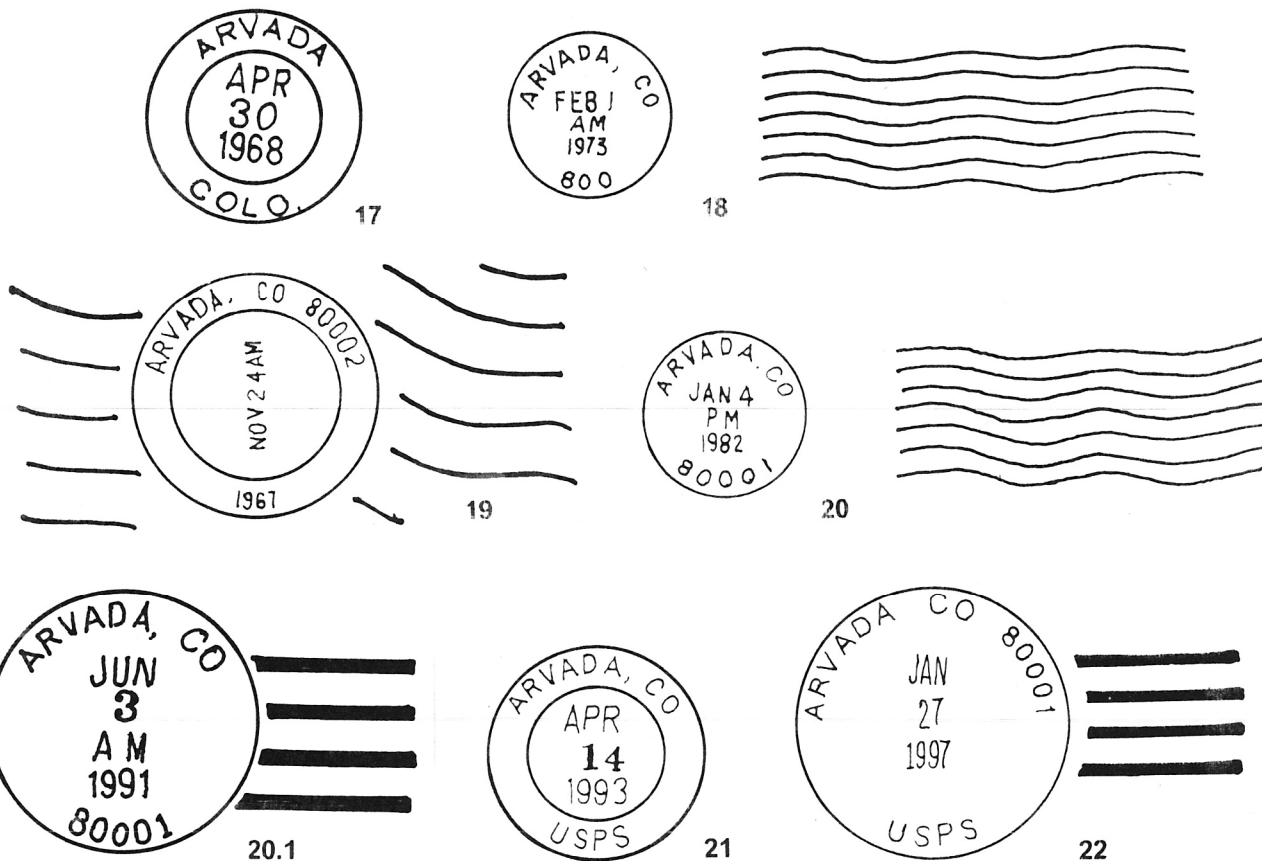 ARVADA
APR
30
1968
COLO.
17
ARVADA, CO
FEB 1
AM
1973
800
18
ARVADA, CO 80002
NOV 24 AM
1967
19
ARVADA. CO
JAN 4
PM
1982
80001
20
ARVADA, CO
JUN
3
AM
1991
80001
20.1
ARVADA, CO
APR
14
1993
USPS
21
ARVADA CO 80001
JAN
27
1997
USPS
22